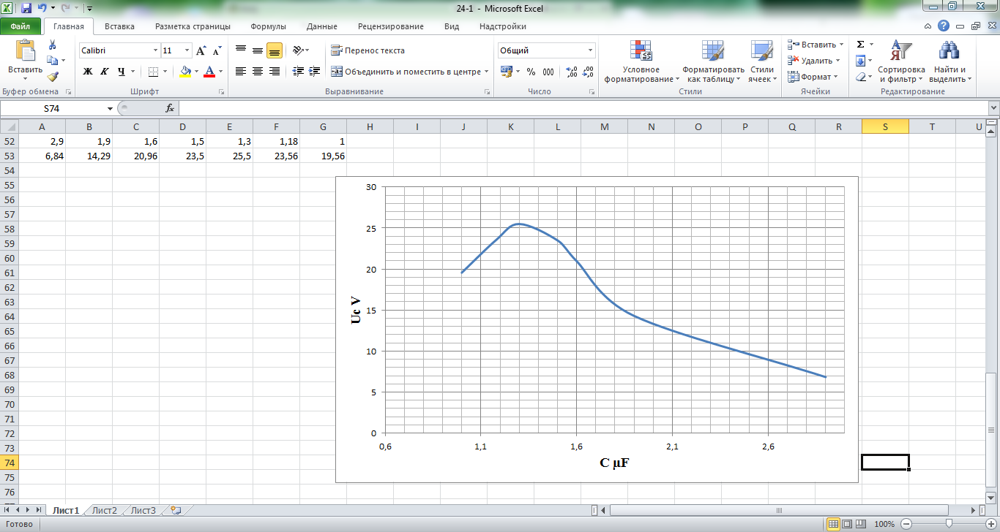 24-1 - Microsoft Excel
Файл Главная Вставка Разметка страницы Формулы Данные Рецензирование Вид Надстройки
Вставить
Calibri 11
Ж К Ч
Перенос текста
Объединить и поместить в центре
Общий
% 000
Условное форматирование
Форматировать как таблицу
Стили ячеек
Вставить
Удалить
Формат
Σ
Сортировка и фильтр
Найти и выделить
Буфер обмена Шрифт Выравнивание Число Стили Ячейки Редактирование
S74 fx
A B C D E F G H I J K L M N O P Q R S T U
52 2,9 1,9 1,6 1,5 1,3 1,18 1
53 6,84 14,29 20,96 23,5 25,5 23,56 19,56
54
55
56
57
58
59
60
61
62
63
64
65
66
67
68
69
70
71
72
73
74
75
76
30
25
20
15
10
5
0
Uc V
0,6 1,1 1,6 2,1 2,6
C μF
Лист1 Лист2 Лист3
Готово 100%